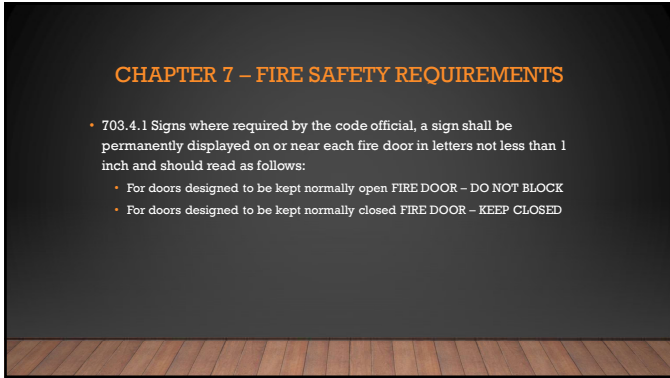 CHAPTER 7 – FIRE SAFETY REQUIREMENTS
• 703.4.1 Signs where required by the code official, a sign shall be
permanently displayed on or near each fire door in letters not less than 1
inch and should read as follows:
• For doors designed to be kept normally open FIRE DOOR – DO NOT BLOCK
• For doors designed to be kept normally closed FIRE DOOR – KEEP CLOSED